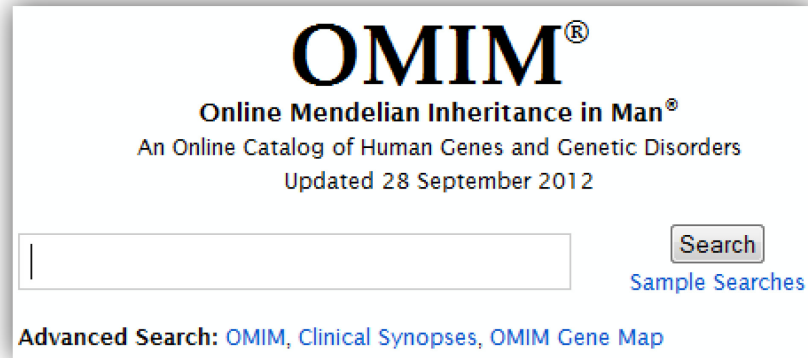 OMIM®
Online Mendelian Inheritance in Man®
An Online Catalog of Human Genes and Genetic Disorders
Updated 28 September 2012
Search
Sample Searches
Advanced Search: OMIM, Clinical Synopses, OMIM Gene Map